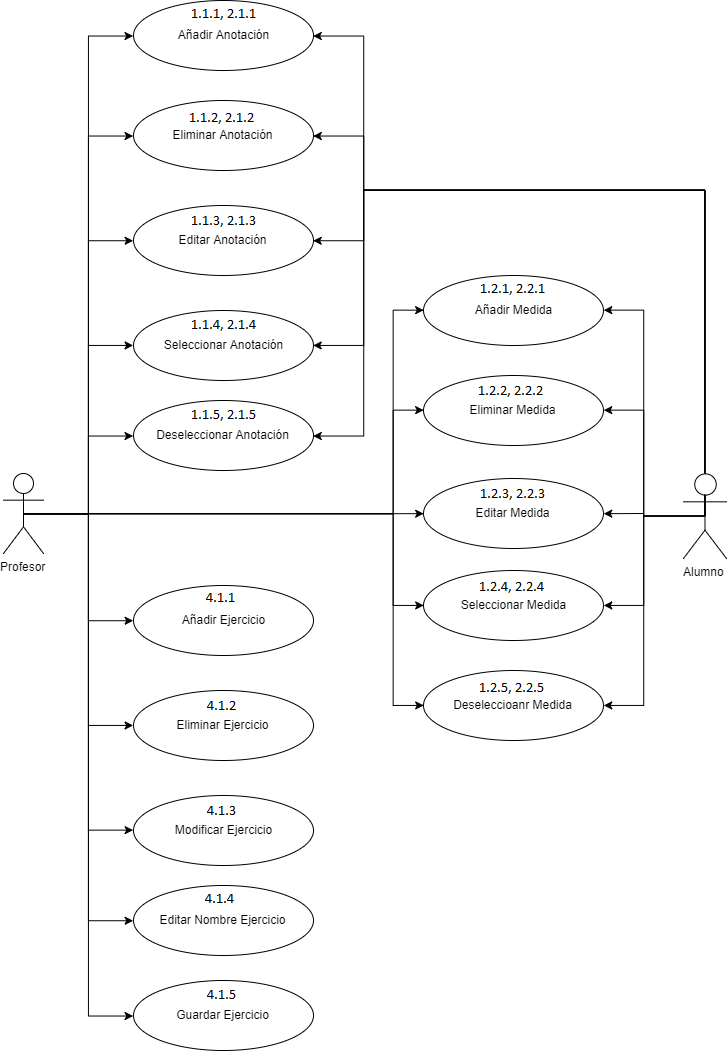 1.1.1, 2.1.1
Añadir Anotación
1.1.2, 2.1.2
Eliminar Anotación
1.1.3, 2.1.3
Editar Anotación
1.1.4, 2.1.4
Seleccionar Anotación
1.1.5, 2.1.5
Deseleccionar Anotación
1.2.1, 2.2.1
Añadir Medida
1.2.2, 2.2.2
Eliminar Medida
1.2.3, 2.2.3
Editar Medida
1.2.4, 2.2.4
Seleccionar Medida
1.2.5, 2.2.5
Deseleccioanr Medida
Profesor
Alumno
4.1.1
Añadir Ejercicio
4.1.2
Eliminar Ejercicio
4.1.3
Modificar Ejercicio
4.1.4
Editar Nombre Ejercicio
4.1.5
Guardar Ejercicio